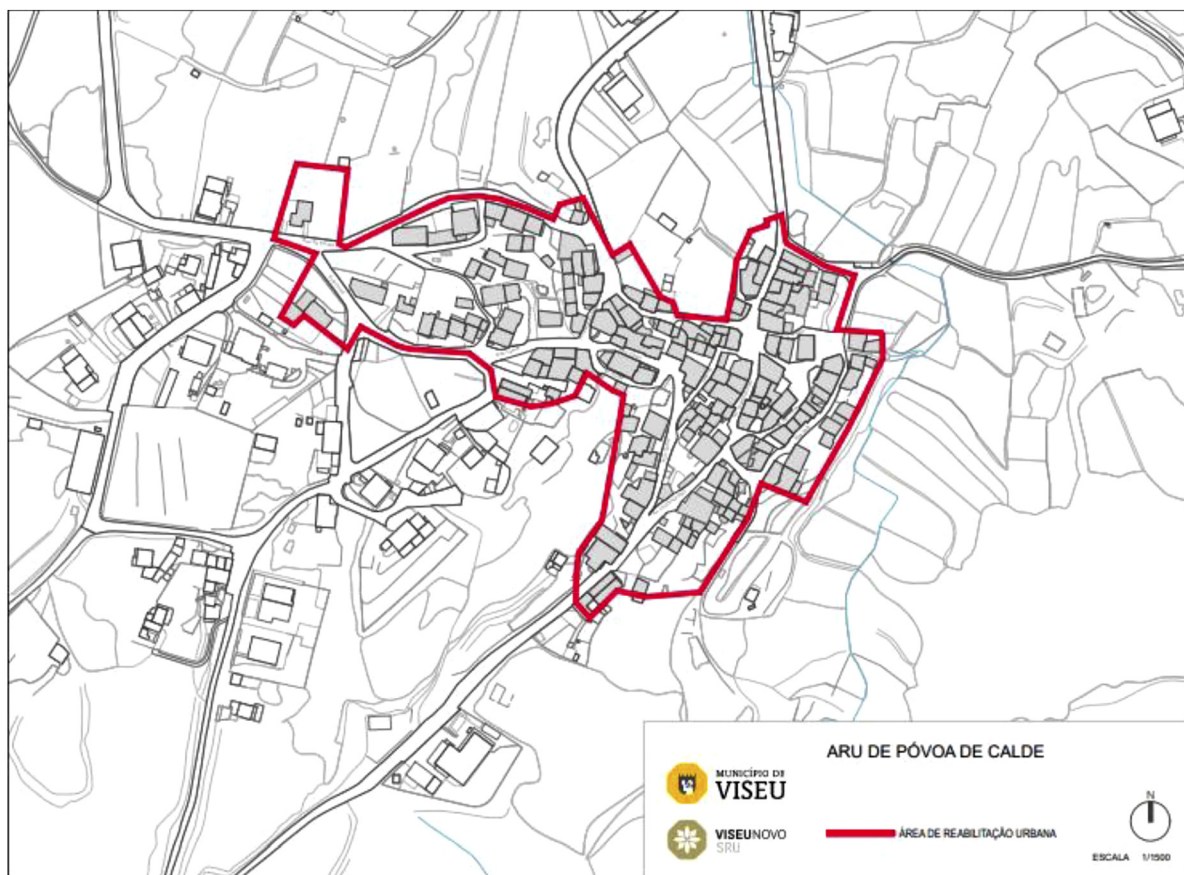 ARU DE PÓVOA DE CALDE
MUNICÍPIO DE
VISEU
VISEUNOVO
SRU
ÁREA DE REABILITAÇÃO URBANA
N
ESCALA 1/1500